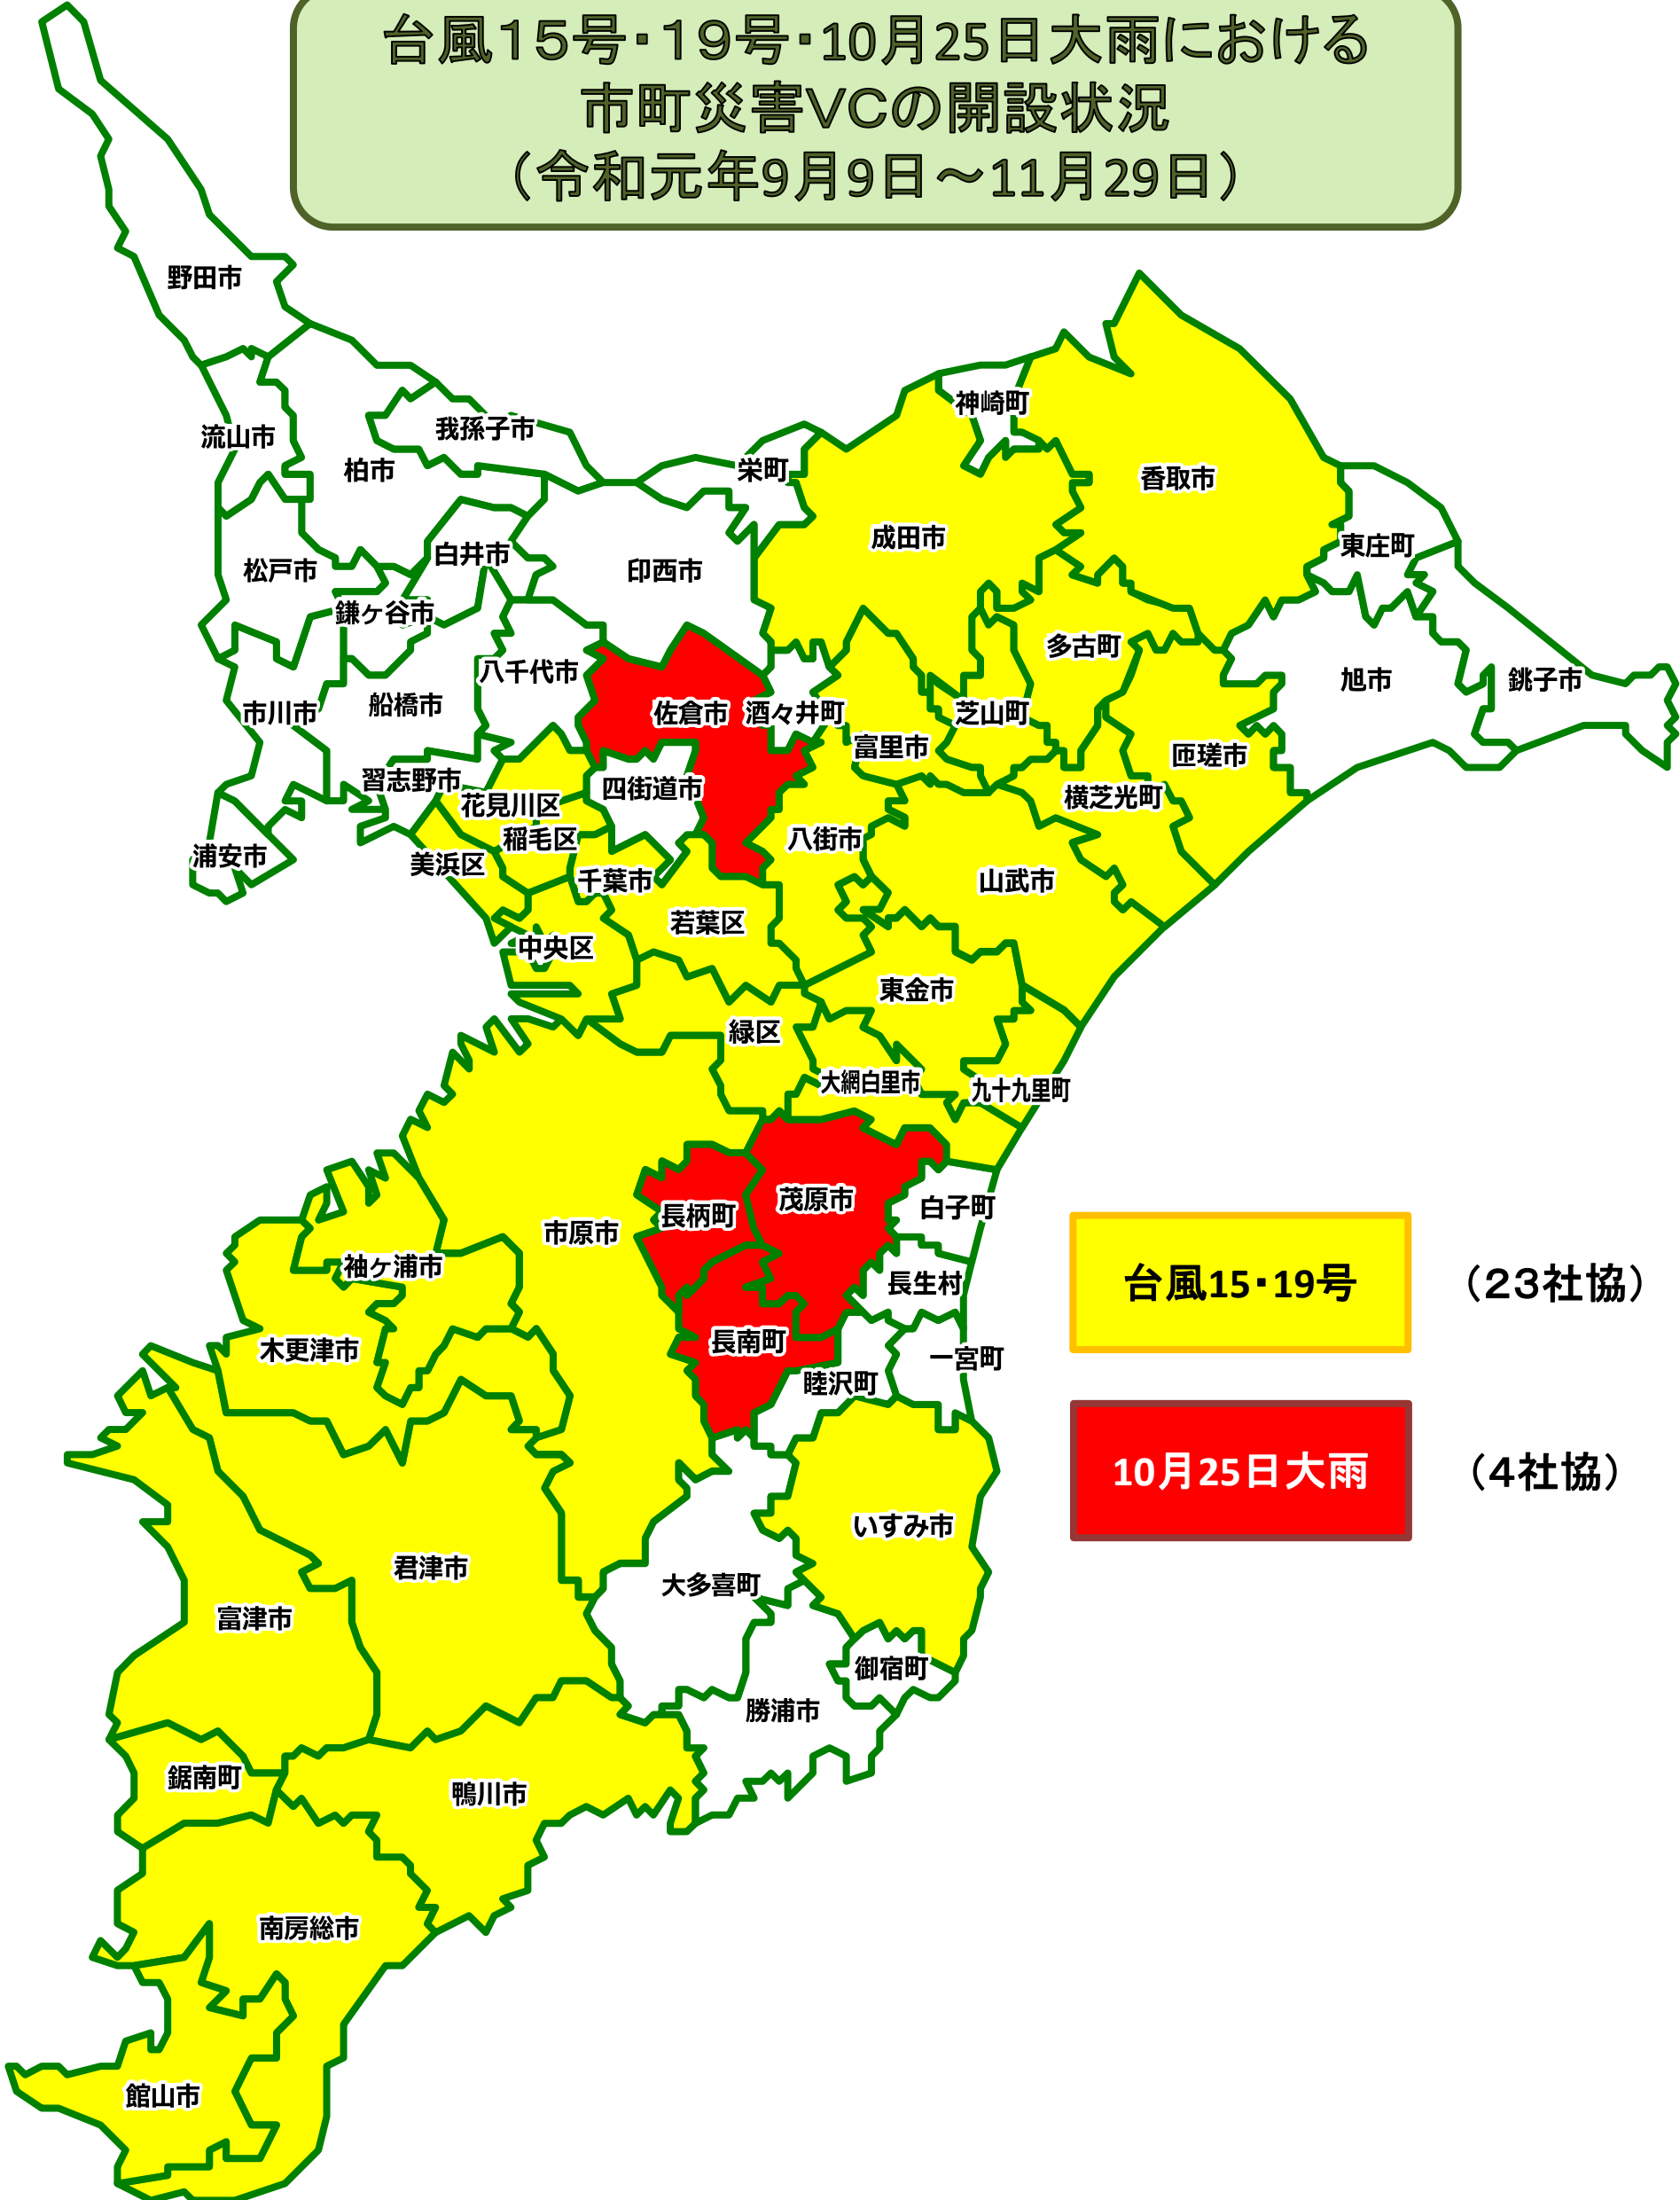 台風１５号・１９号・10月25日大雨における
市町災害VCの開設状況
（令和元年9月9日～11月29日）
野田市
流山市
柏市
我孫子市
神崎町
栄町
香取市
成田市
東庄町
松戸市
白井市
印西市
鎌ヶ谷市
多古町
八千代市
旭市
銚子市
市川市
船橋市
佐倉市
酒々井町
芝山町
富里市
匝瑳市
習志野市
花見川区
四街道市
横芝光町
稲毛区
八街市
浦安市
美浜区
千葉市
山武市
若葉区
中央区
東金市
緑区
大網白里市
九十九里町
茂原市
白子町
長柄町
市原市
袖ヶ浦市
長生村
台風15・19号
（２３社協）
木更津市
長南町
一宮町
睦沢町
10月25日大雨
（４社協）
いすみ市
君津市
大多喜町
富津市
御宿町
勝浦市
鋸南町
鴨川市
南房総市
館山市